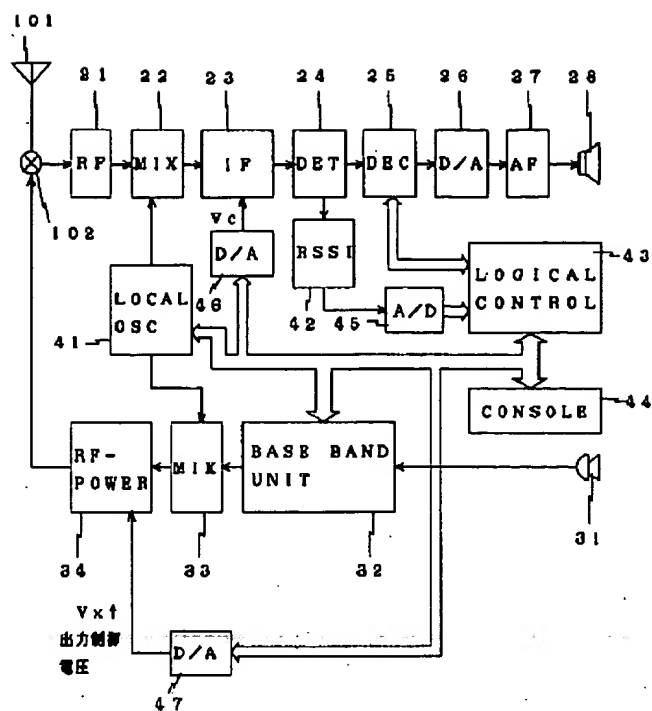 101
21 22 23 24 25 26 27 28
RF MIX IF DET DEC D/A AF
102
Vc
D/A
46
RSSI
42
45
A/D
LOGICAL
CONTROL
43
LOCAL
OSC
41
CONSOLE
44
RF-
POWER
34
MIX
33
BASE BAND
UNIT
32
31
Vx↑
出力制御
電圧
D/A
47